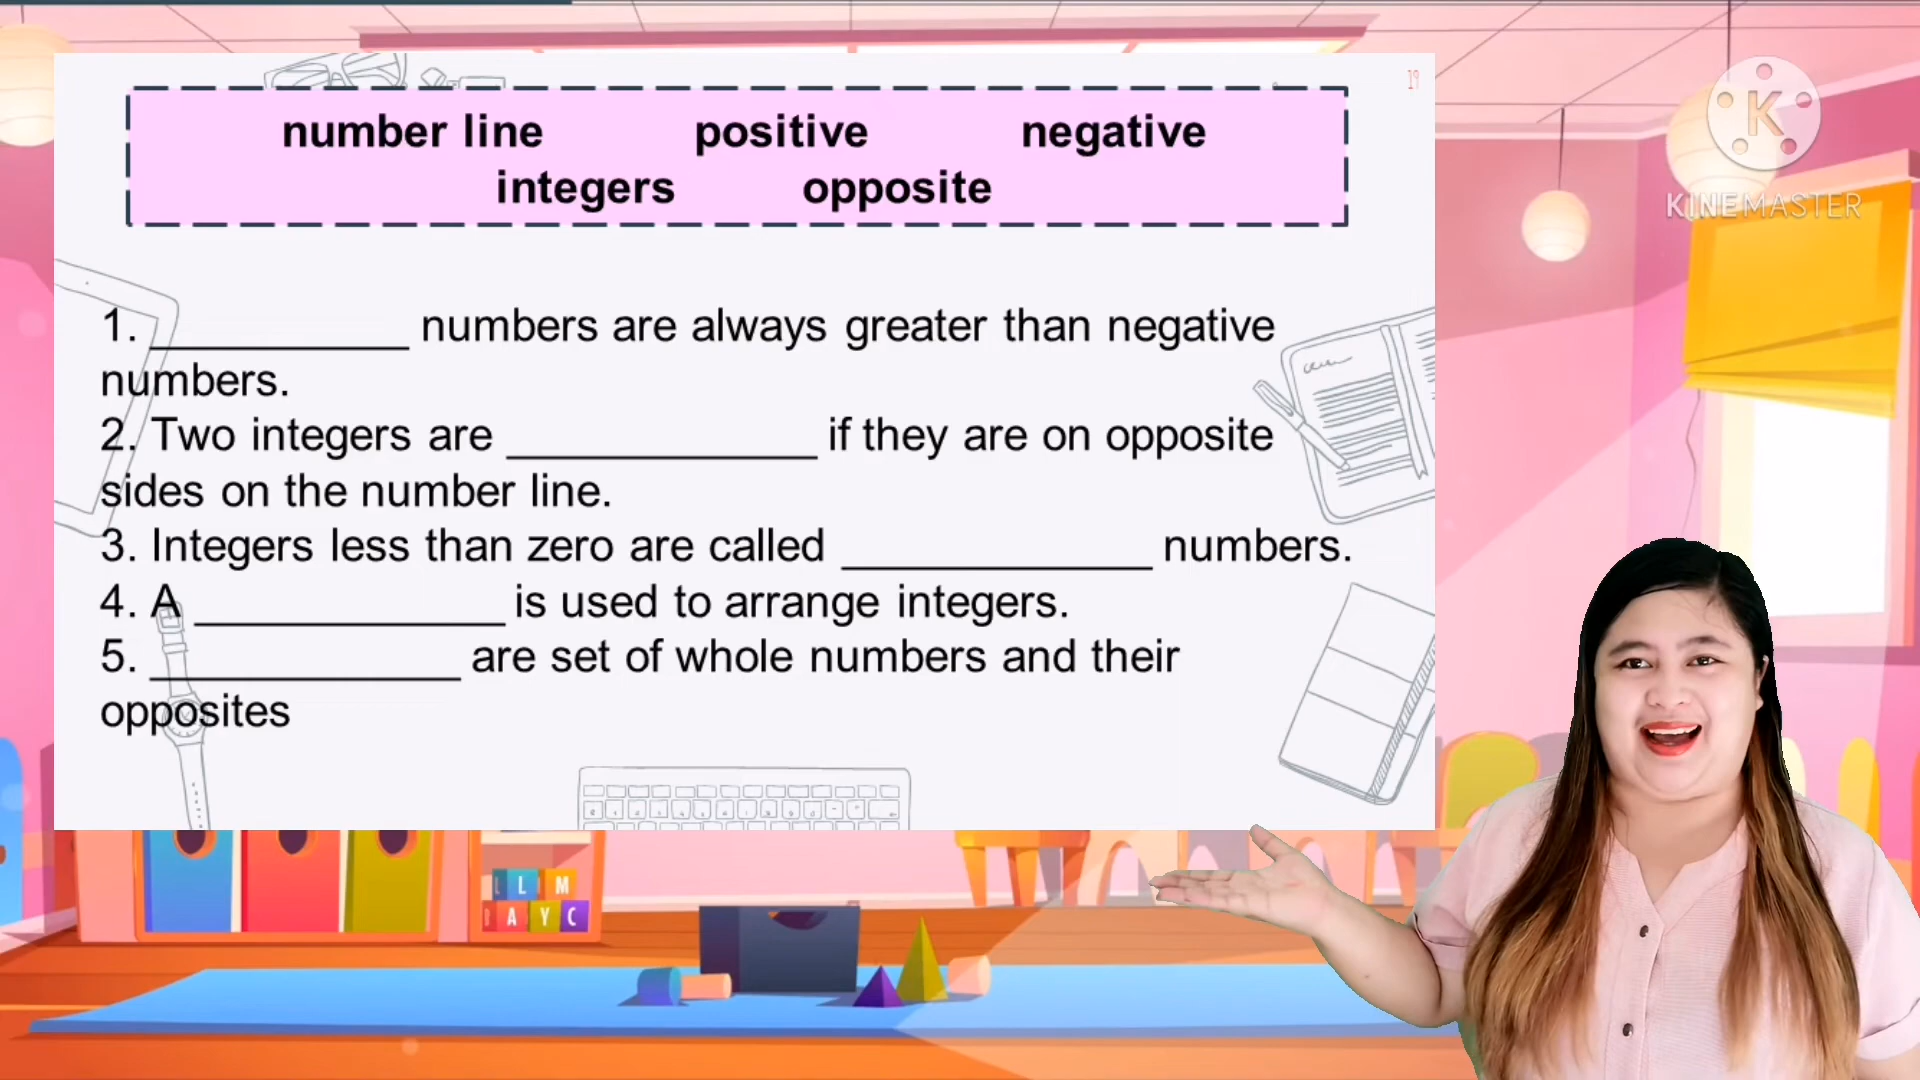 19
number line positive negative
integers opposite
1. __________ numbers are always greater than negative
numbers.
2. Two integers are ____________ if they are on opposite
sides on the number line.
3. Integers less than zero are called ____________ numbers.
4. A ____________ is used to arrange integers.
5. ____________ are set of whole numbers and their
opposites
K
KINEMASTER
L L M
A Y C